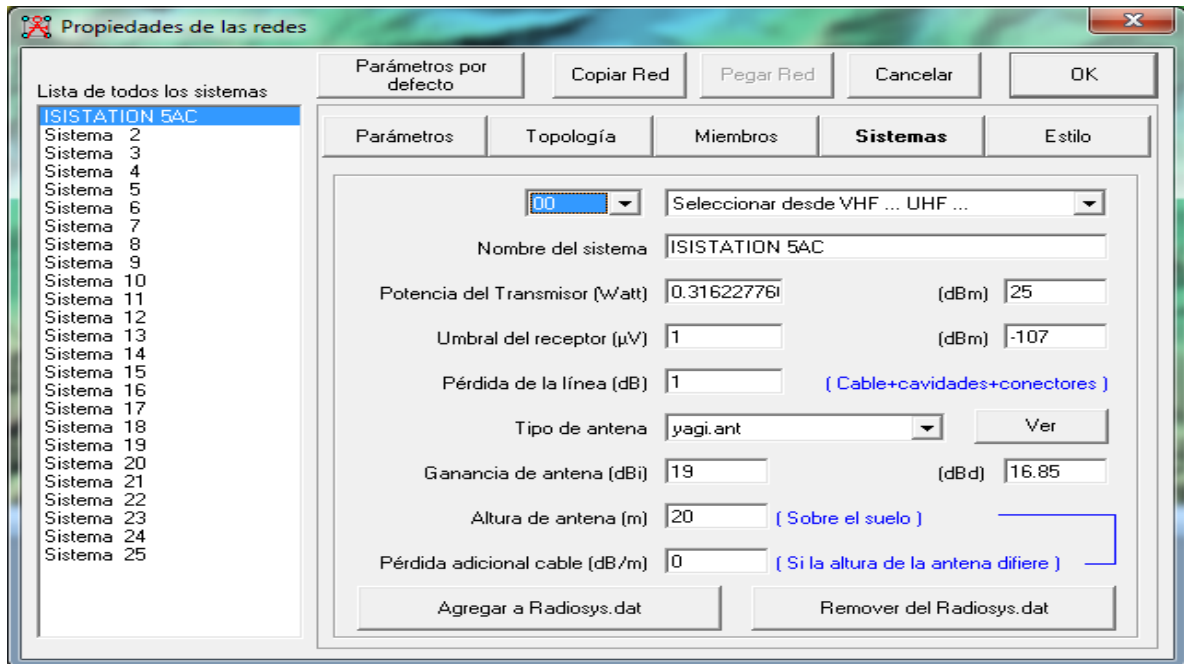 Propiedades de las redes
Lista de todos los sistemas
ISISTATION 5AC
Sistema 2
Sistema 3
Sistema 4
Sistema 5
Sistema 6
Sistema 7
Sistema 8
Sistema 9
Sistema 10
Sistema 11
Sistema 12
Sistema 13
Sistema 14
Sistema 15
Sistema 16
Sistema 17
Sistema 18
Sistema 19
Sistema 20
Sistema 21
Sistema 22
Sistema 23
Sistema 24
Sistema 25
Parámetros por
defecto
Copiar Red
Pegar Red
Cancelar
OK
Parámetros
Topología
Miembros
Sistemas
Estilo
00
Seleccionar desde VHF ... UHF ...
Nombre del sistema ISISTATION 5AC
Potencia del Transmisor (Watt) 0.31622776 (dBm) 25
Umbral del receptor (µV) 1 (dBm) -107
Pérdida de la línea (dB) 1 ( Cable+cavidades+conectores )
Tipo de antena yagi.ant Ver
Ganancia de antena (dBi) 19 (dBd) 16.85
Altura de antena (m) 20 ( Sobre el suelo )
Pérdida adicional cable (dB/m) 0 ( Si la altura de la antena difiere )
Agregar a Radiosys.dat
Remover del Radiosys.dat